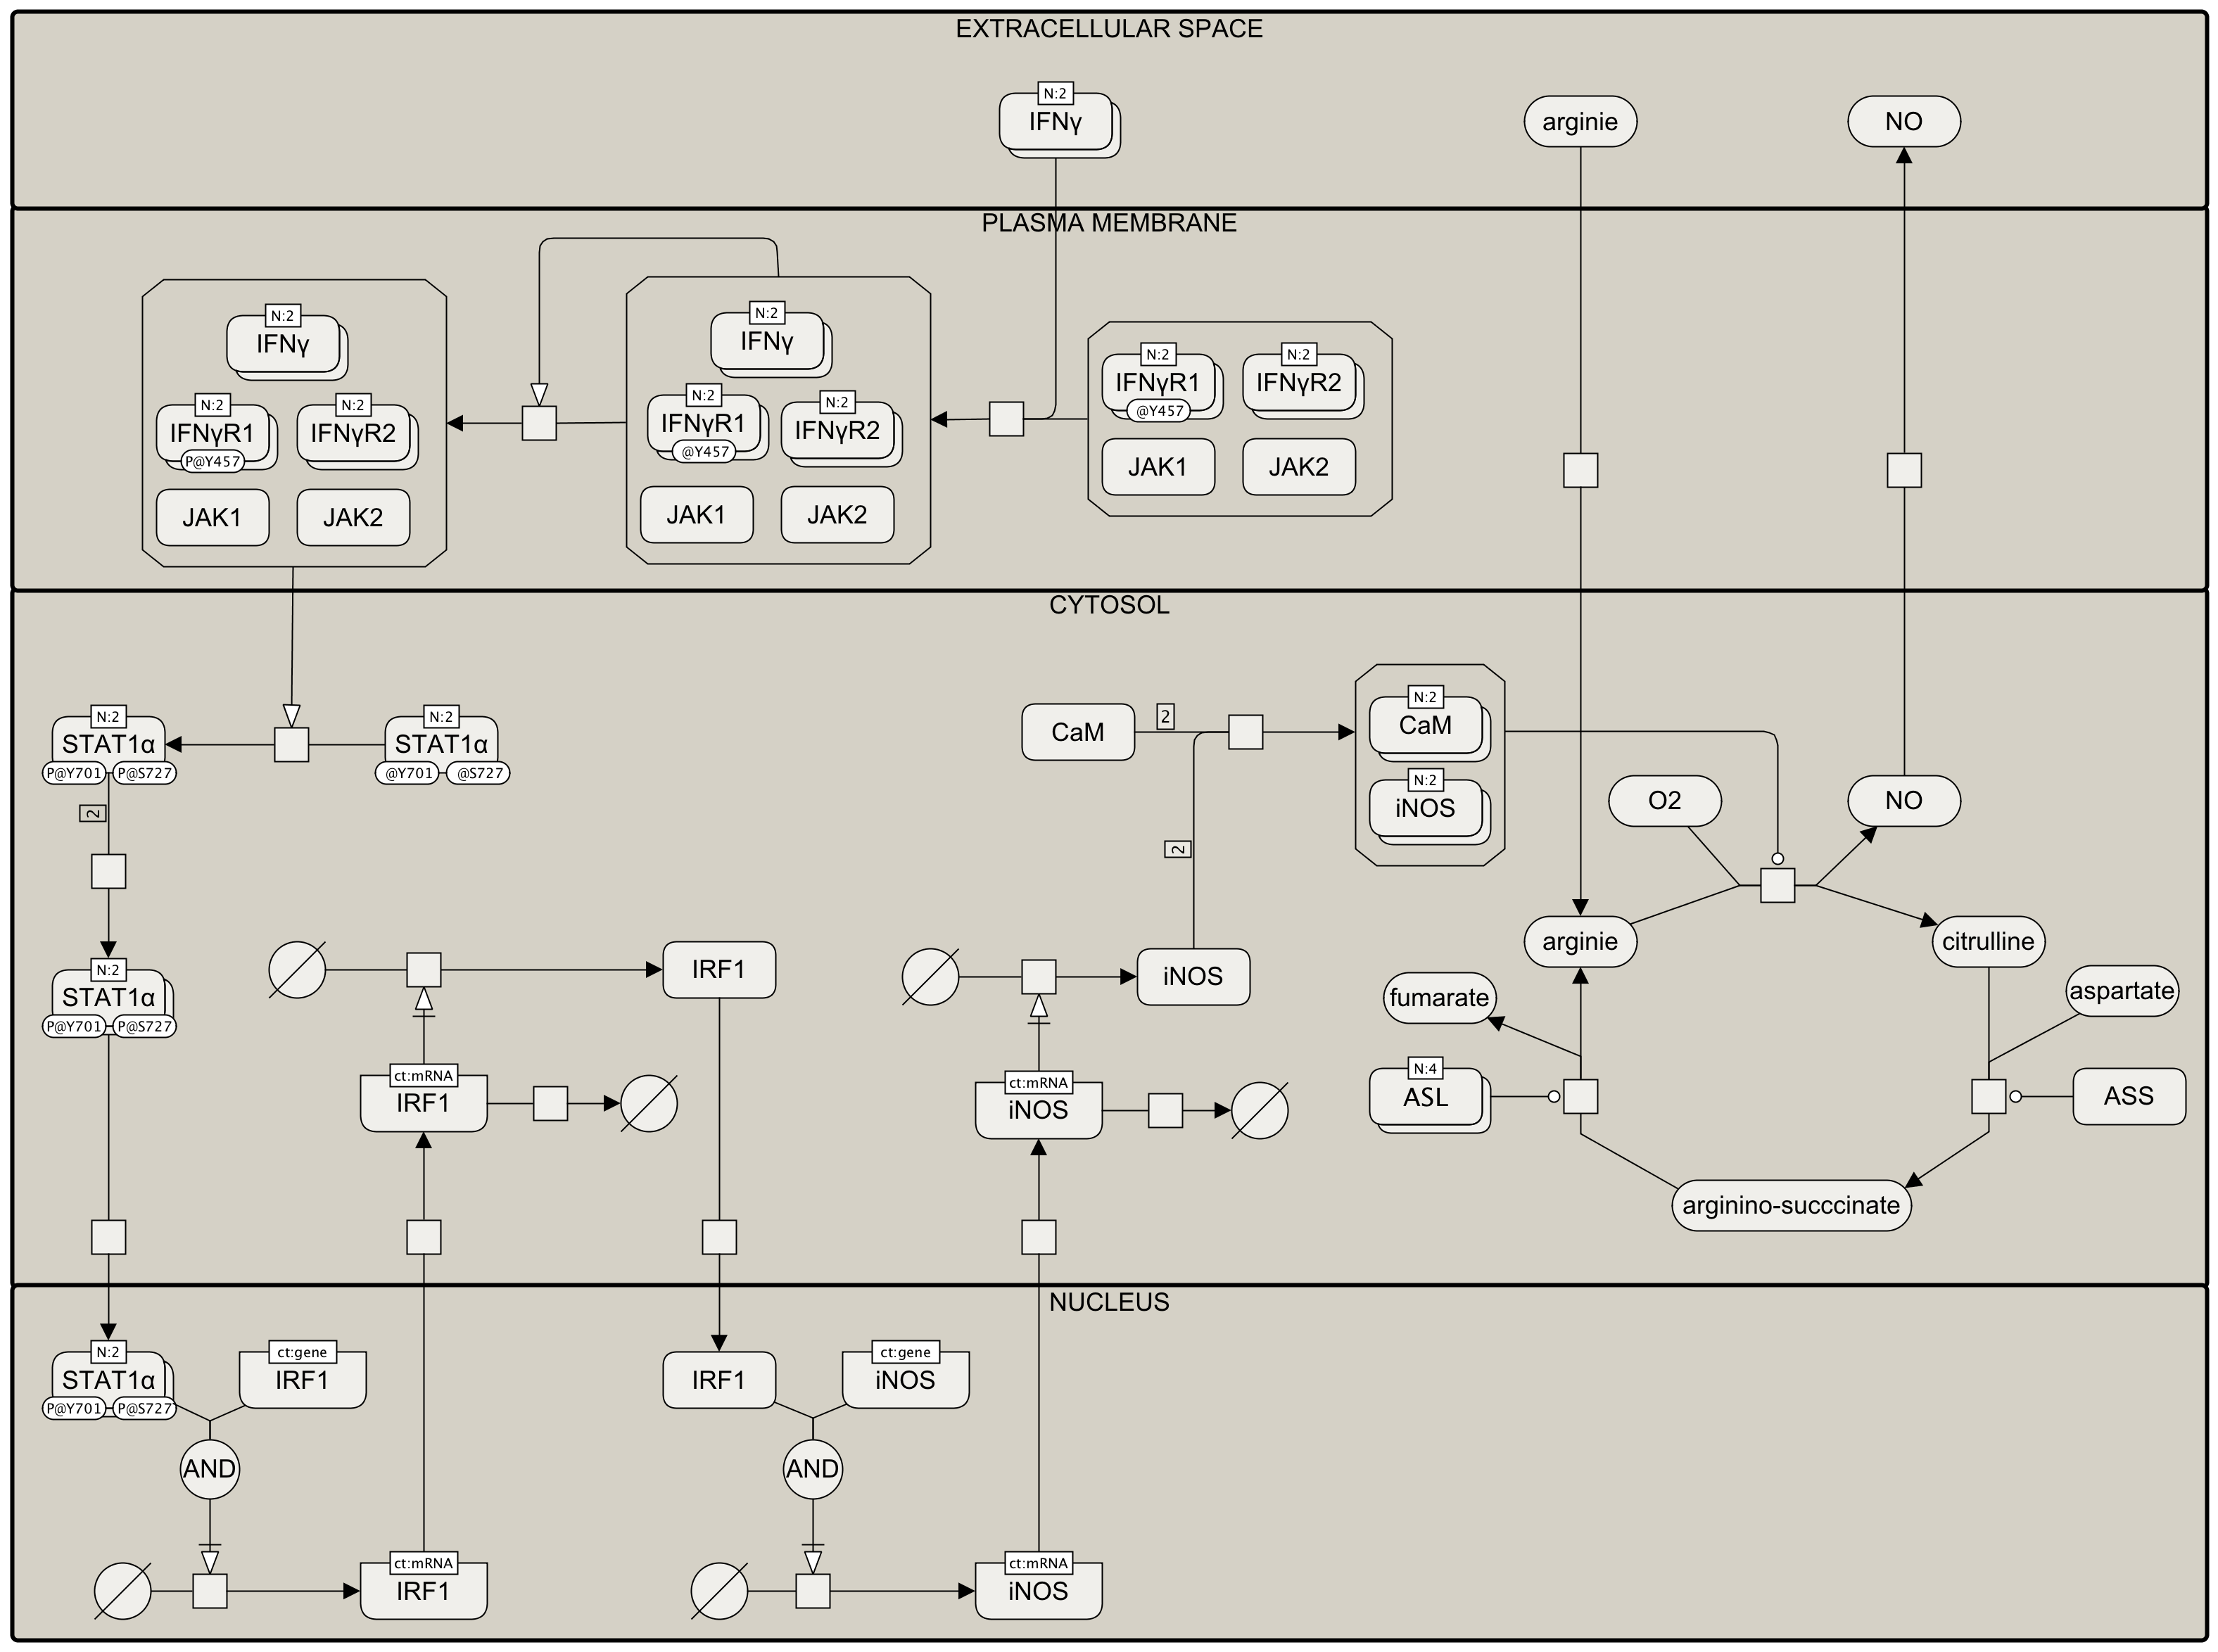 EXTRACELLULAR SPACE
N:2
IFNγ
arginie
NO
PLASMA MEMBRANE
N:2
IFNγ
N:2
IFNγR1
P@Y457
N:2
IFNγR2
JAK1
JAK2
N:2
IFNγ
N:2
IFNγR1
@Y457
N:2
IFNγR2
JAK1
JAK2
N:2
IFNγR1
@Y457
N:2
IFNγR2
JAK1
JAK2
CYTOSOL
N:2
STAT1α
P@Y701
P@S727
N:2
STAT1α
@Y701
@S727
2
N:2
STAT1α
P@Y701
P@S727
IRF1
ct:mRNA
IRF1
CaM
2
2
N:2
CaM
N:2
iNOS
iNOS
ct:mRNA
iNOS
O2
NO
arginie
citrulline
fumarate
aspartate
N:4
ASL
ASS
arginino-succcinate
NUCLEUS
N:2
STAT1α
P@Y701
P@S727
ct:gene
IRF1
AND
ct:mRNA
IRF1
IRF1
ct:gene
iNOS
AND
ct:mRNA
iNOS